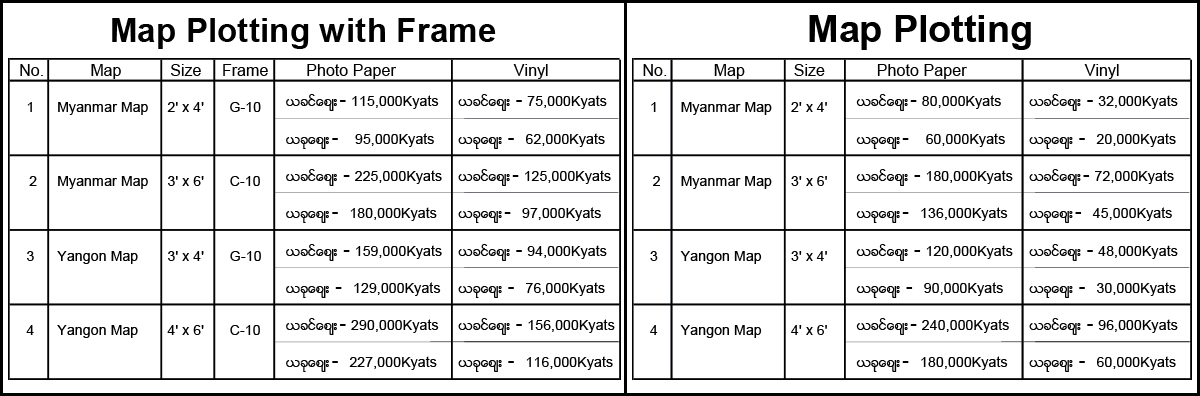 Map Plotting with Frame
No. Map Size Frame Photo Paper Vinyl
1 Myanmar Map 2' x 4' G-10 ယခင်ဈေး - 115,000Kyats ယခင်ဈေး - 75,000Kyats
ယခုဈေး - 95,000Kyats ယခုဈေး - 62,000Kyats
2 Myanmar Map 3' x 6' C-10 ယခင်ဈေး - 225,000Kyats ယခင်ဈေး - 125,000Kyats
ယခုဈေး - 180,000Kyats ယခုဈေး - 97,000Kyats
3 Yangon Map 3' x 4' G-10 ယခင်ဈေး - 159,000Kyats ယခင်ဈေး - 94,000Kyats
ယခုဈေး - 129,000Kyats ယခုဈေး - 76,000Kyats
4 Yangon Map 4' x 6' C-10 ယခင်ဈေး - 290,000Kyats ယခင်ဈေး - 156,000Kyats
ယခုဈေး - 227,000Kyats ယခုဈေး - 116,000Kyats
Map Plotting
No. Map Size Photo Paper Vinyl
1 Myanmar Map 2' x 4' ယခင်ဈေး - 80,000Kyats ယခင်ဈေး - 32,000Kyats
ယခုဈေး - 60,000Kyats ယခုဈေး - 20,000Kyats
2 Myanmar Map 3' x 6' ယခင်ဈေး - 180,000Kyats ယခင်ဈေး - 72,000Kyats
ယခုဈေး - 136,000Kyats ယခုဈေး - 45,000Kyats
3 Yangon Map 3' x 4' ယခင်ဈေး - 120,000Kyats ယခင်ဈေး - 48,000Kyats
ယခုဈေး - 90,000Kyats ယခုဈေး - 30,000Kyats
4 Yangon Map 4' x 6' ယခင်ဈေး - 240,000Kyats ယခင်ဈေး - 96,000Kyats
ယခုဈေး - 180,000Kyats ယခုဈေး - 60,000Kyats